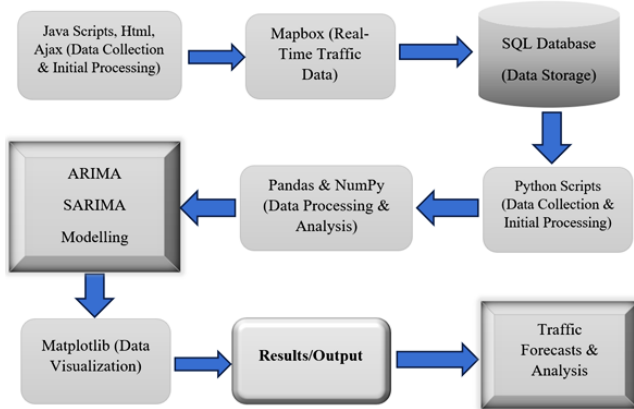 Java Scripts, Html,
Ajax (Data Collection
& Initial Processing)
Mapbox (Real-
Time Traffic
Data)
SQL Database
(Data Storage)
Python Scripts
(Data Collection &
Initial Processing)
Pandas & NumPy
(Data Processing &
Analysis)
ARIMA
SARIMA
Modelling
Matplotlib (Data
Visualization)
Results/Output
Traffic
Forecasts &
Analysis